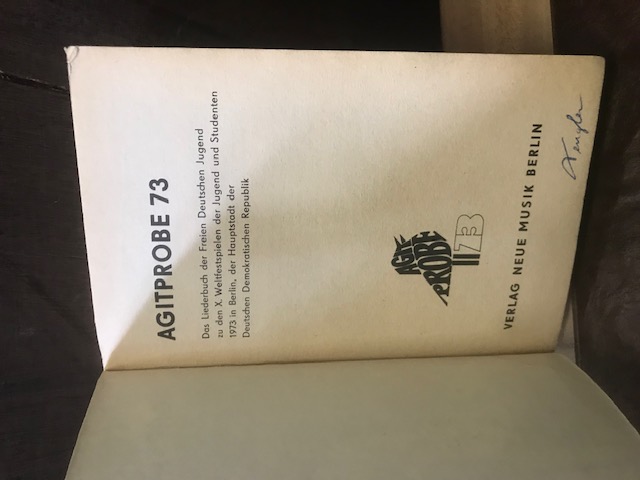 AGITPROBE 73
Das Liederbuch der Freien Deutschen Jugend
zu den X. Weltfestspielen der Jugend und Studenten
1973 in Berlin, der Hauptstadt der
Deutschen Demokratischen Republik
AGIT-
PROBE
73
VERLAG NEUE MUSIK BERLIN